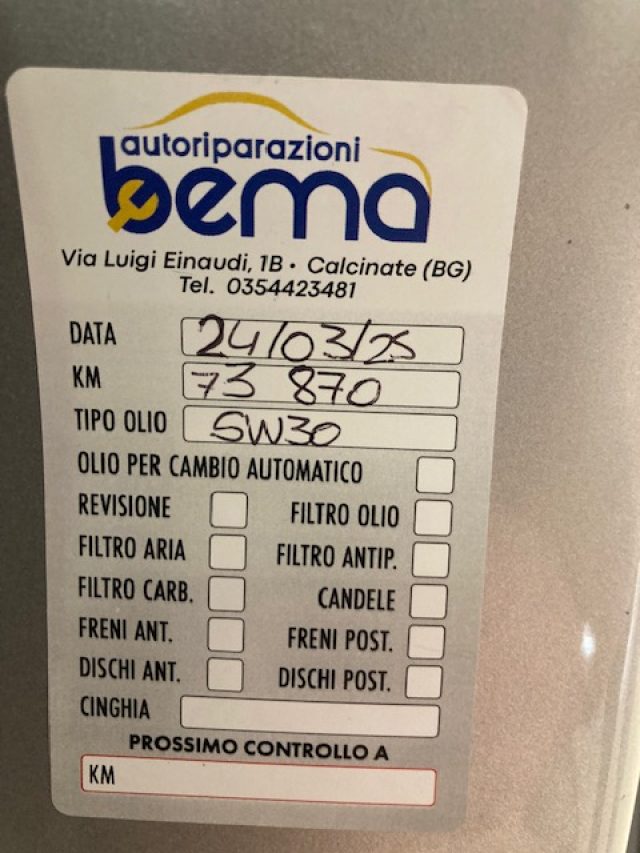 autoriparazioni
bema
Via Luigi Einaudi, 1B • Calcinate (BG)
Tel. 0354423481
DATA 24/03/25
KM 73 870
TIPO OLIO 5W30
OLIO PER CAMBIO AUTOMATICO
REVISIONE FILTRO OLIO
FILTRO ARIA FILTRO ANTIP.
FILTRO CARB. CANDELE
FRENI ANT. FRENI POST.
DISCHI ANT. DISCHI POST.
CINGHIA
PROSSIMO CONTROLLO A
KM